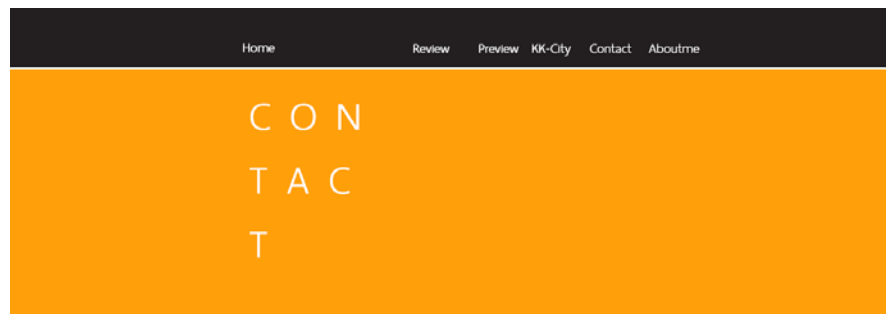 Home Review Preview KK-City Contact Aboutme
C O N
T A C
T